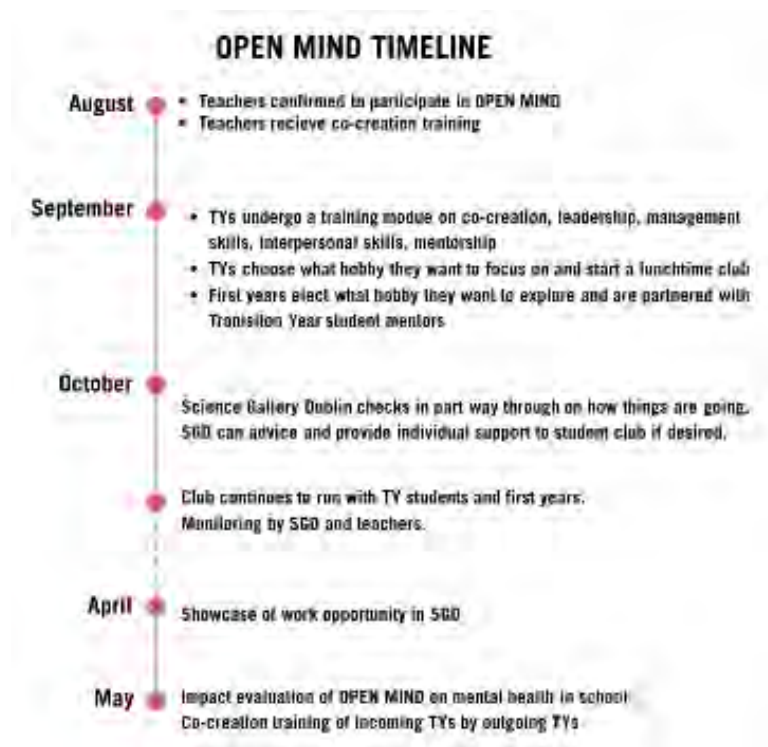 OPEN MIND TIMELINE
August
• Teachers confirmed to participate in OPEN MIND
• Teachers recieve co-creation training
September
• TYs undergo a training modue on co-creation, leadership, management
skills, interpersonal skills, mentorship
• TYs choose what hobby they want to focus on and start a lunchtime club
• First years elect what hobby they want to explore and are partnered with
Transition Year student mentors
October
Science Gallery Dublin checks in part way through on how things are going.
SGD can advice and provide individual support to student club if desired.
Club continues to run with TY students and first years.
Monitoring by SGD and teachers.
April
Showcase of work opportunity in SGD
May
Impact evaluation of OPEN MIND on mental health in school
Co-creation training of incoming TYs by outgoing TYs